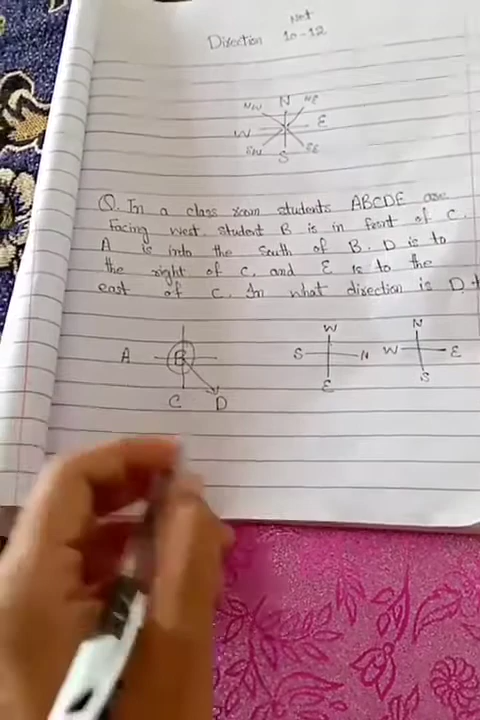 Net
Direction 10-12
NW N NE
W E
SW S SE
Q. In a class room students ABCDE are
Facing west. student B is in front of C.
A is into the South of B. D is to
the right of C, and E is to the
east of C. In what direction is D
W N
A B S N W E
E S
C D